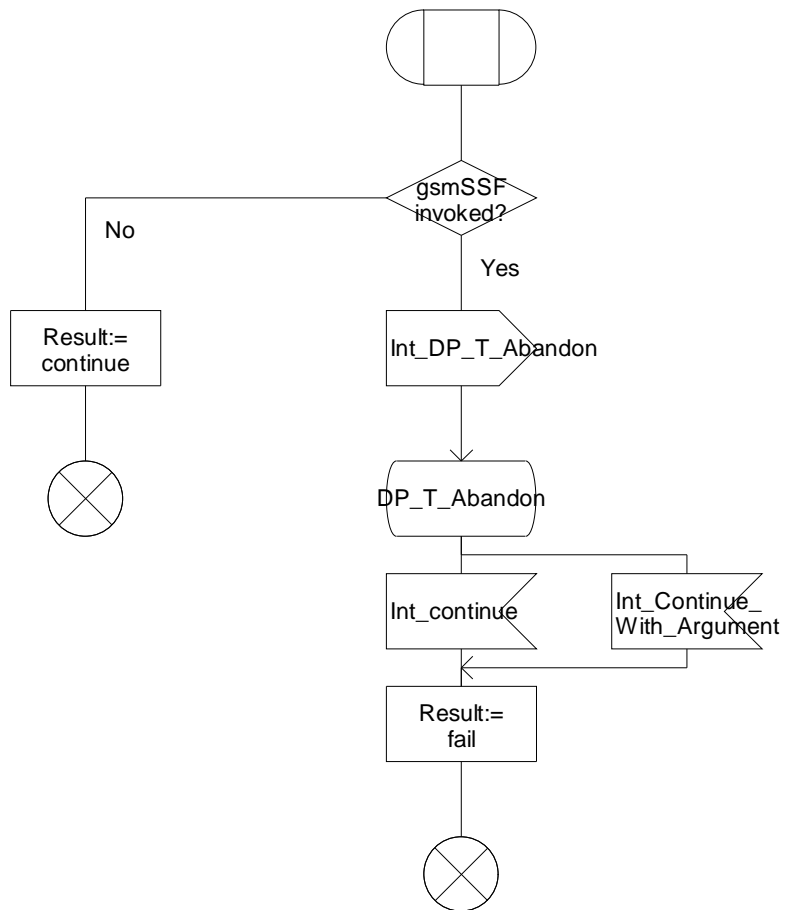 gsmSSF
invoked?
No
Yes
Result:=
continue
Int_DP_T_Abandon
DP_T_Abandon
Int_continue
Int_Continue_
With_Argument
Result:=
fail